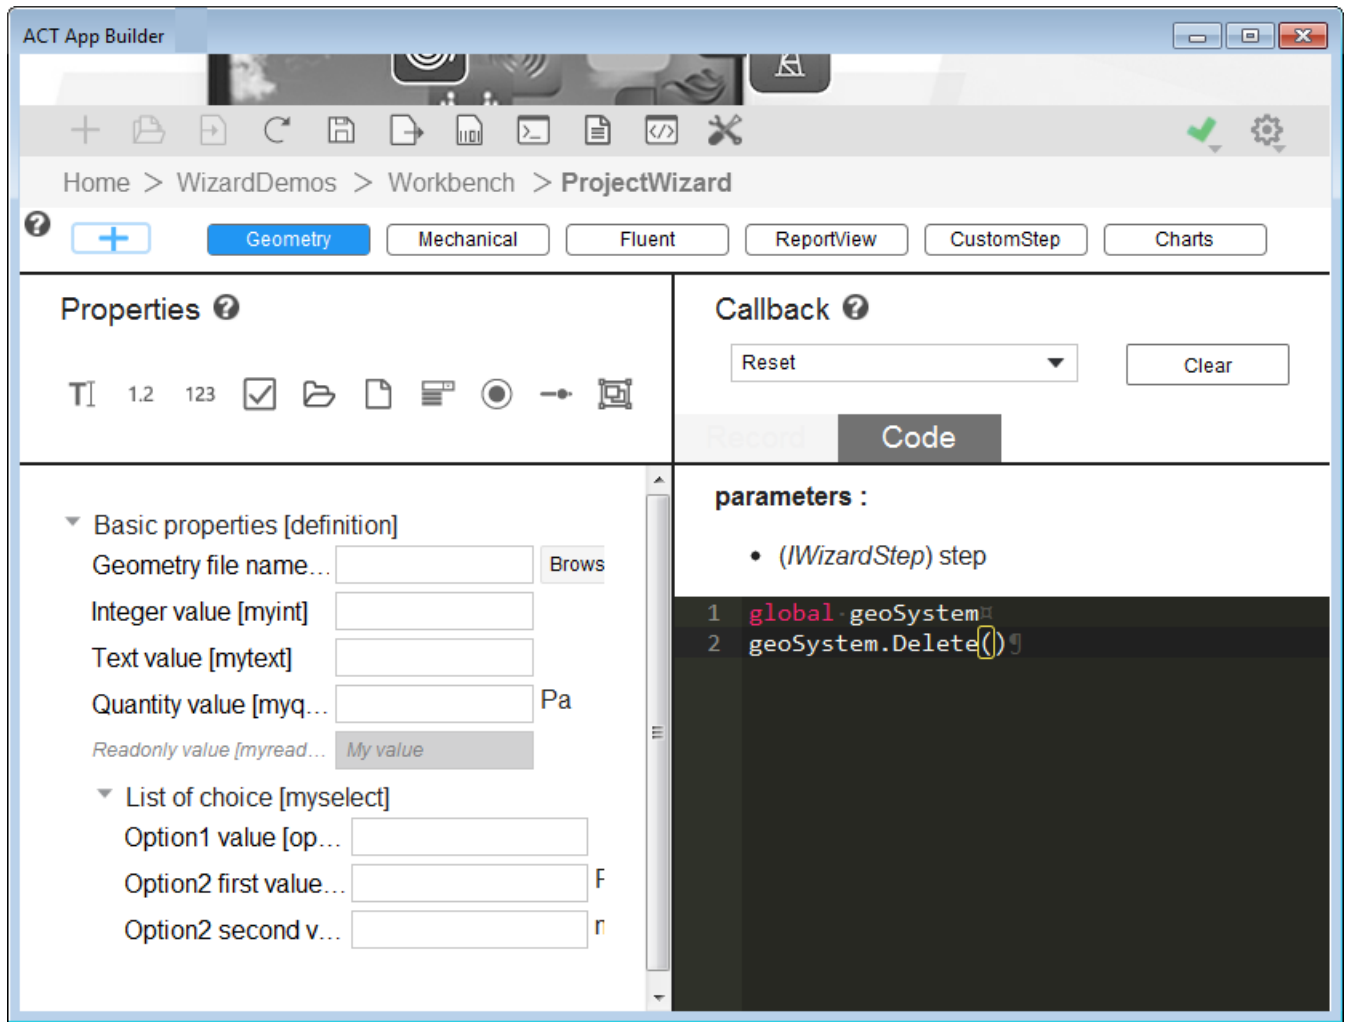 ACT App Builder
Home > WizardDemos > Workbench > ProjectWizard
Geometry Mechanical Fluent ReportView CustomStep Charts
Properties
Callback
Reset
Clear
1.2 123
Record Code
Basic properties [definition]
Geometry file name... Brows
Integer value [myint]
Text value [mytext]
Quantity value [myq... Pa
Readonly value [myread... My value
List of choice [myselect]
Option1 value [op...
Option2 first value...
Option2 second v...
parameters :
• (IWizardStep) step
1 global geoSystem
2 geoSystem.Delete()